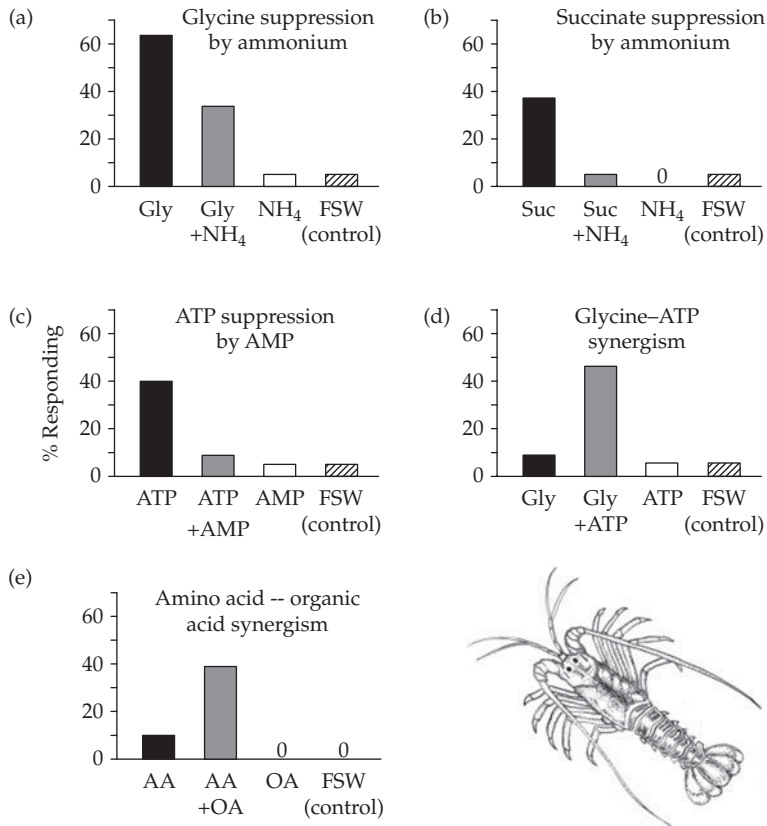 (a)
Glycine suppression
by ammonium
60
40
20
0
Gly
Gly
+NH₄
NH₄
FSW
(control)
(b)
Succinate suppression
by ammonium
60
40
20
0
0
Suc
Suc
+NH₄
NH₄
FSW
(control)
% Responding
(c)
ATP suppression
by AMP
60
40
20
0
ATP
ATP
+AMP
AMP
FSW
(control)
(d)
Glycine–ATP
synergism
60
40
20
0
Gly
Gly
+ATP
ATP
FSW
(control)
(e)
Amino acid -- organic
acid synergism
60
40
20
0
0
0
AA
AA
+OA
OA
FSW
(control)